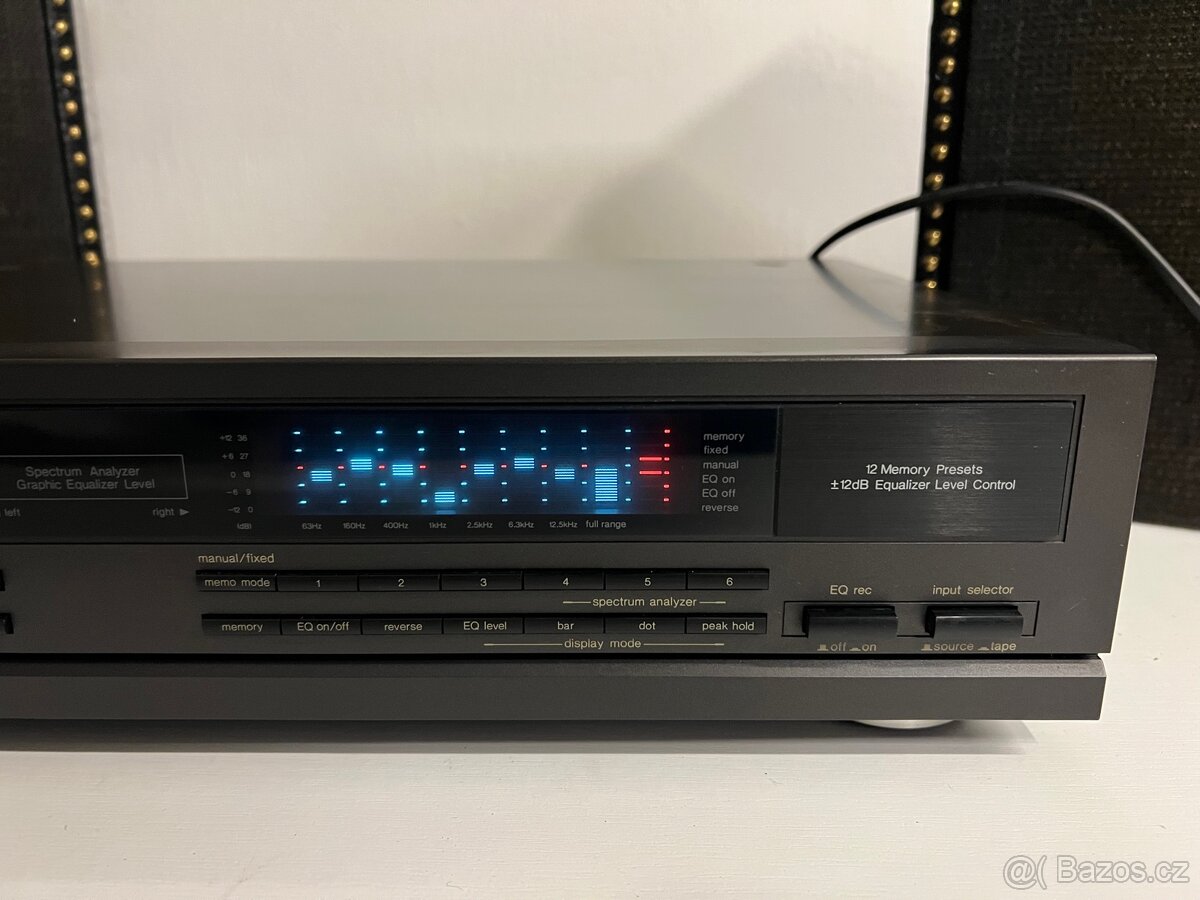 Spectrum Analyzer
Graphic Equalizer Level
left right ▶
+12 36
+6 27
0 18
-6 9
-12 0
(dB)
63Hz 160Hz 400Hz 1kHz 2.5kHz 6.3kHz 12.5kHz full range
memory
fixed
manual
EQ on
EQ off
reverse
12 Memory Presets
±12dB Equalizer Level Control
manual/fixed
memo mode 1 2 3 4 5 6
spectrum analyzer
memory EQ on/off reverse EQ level bar dot peak hold
display mode
EQ rec input selector
off on source tape
@( Bazos.cz